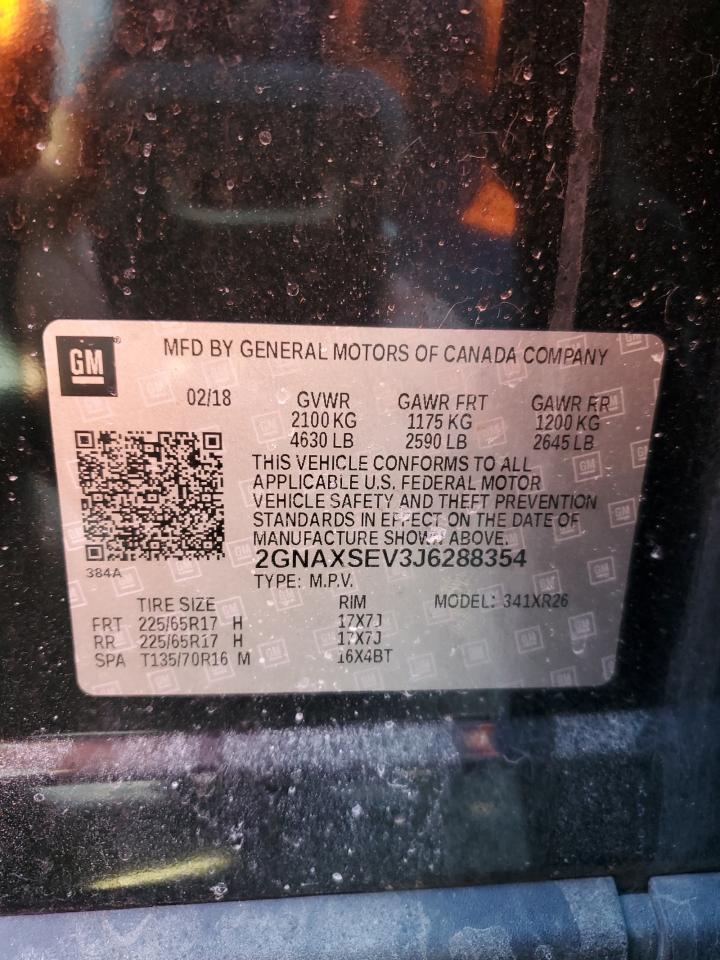 GM
MFD BY GENERAL MOTORS OF CANADA COMPANY
02/18 GVWR GAWR FRT GAWR RR
2100 KG 1175 KG 1200 KG
4630 LB 2590 LB 2645 LB
THIS VEHICLE CONFORMS TO ALL
APPLICABLE U.S. FEDERAL MOTOR
VEHICLE SAFETY AND THEFT PREVENTION
STANDARDS IN EFFECT ON THE DATE OF
MANUFACTURE SHOWN ABOVE.
2GNAXSEV3J6288354
384A
TYPE: M.P.V.
TIRE SIZE RIM MODEL: 341XR26
FRT 225/65R17 H 17X7J
RR 225/65R17 H 17X7J
SPA T135/70R16 M 16X4BT